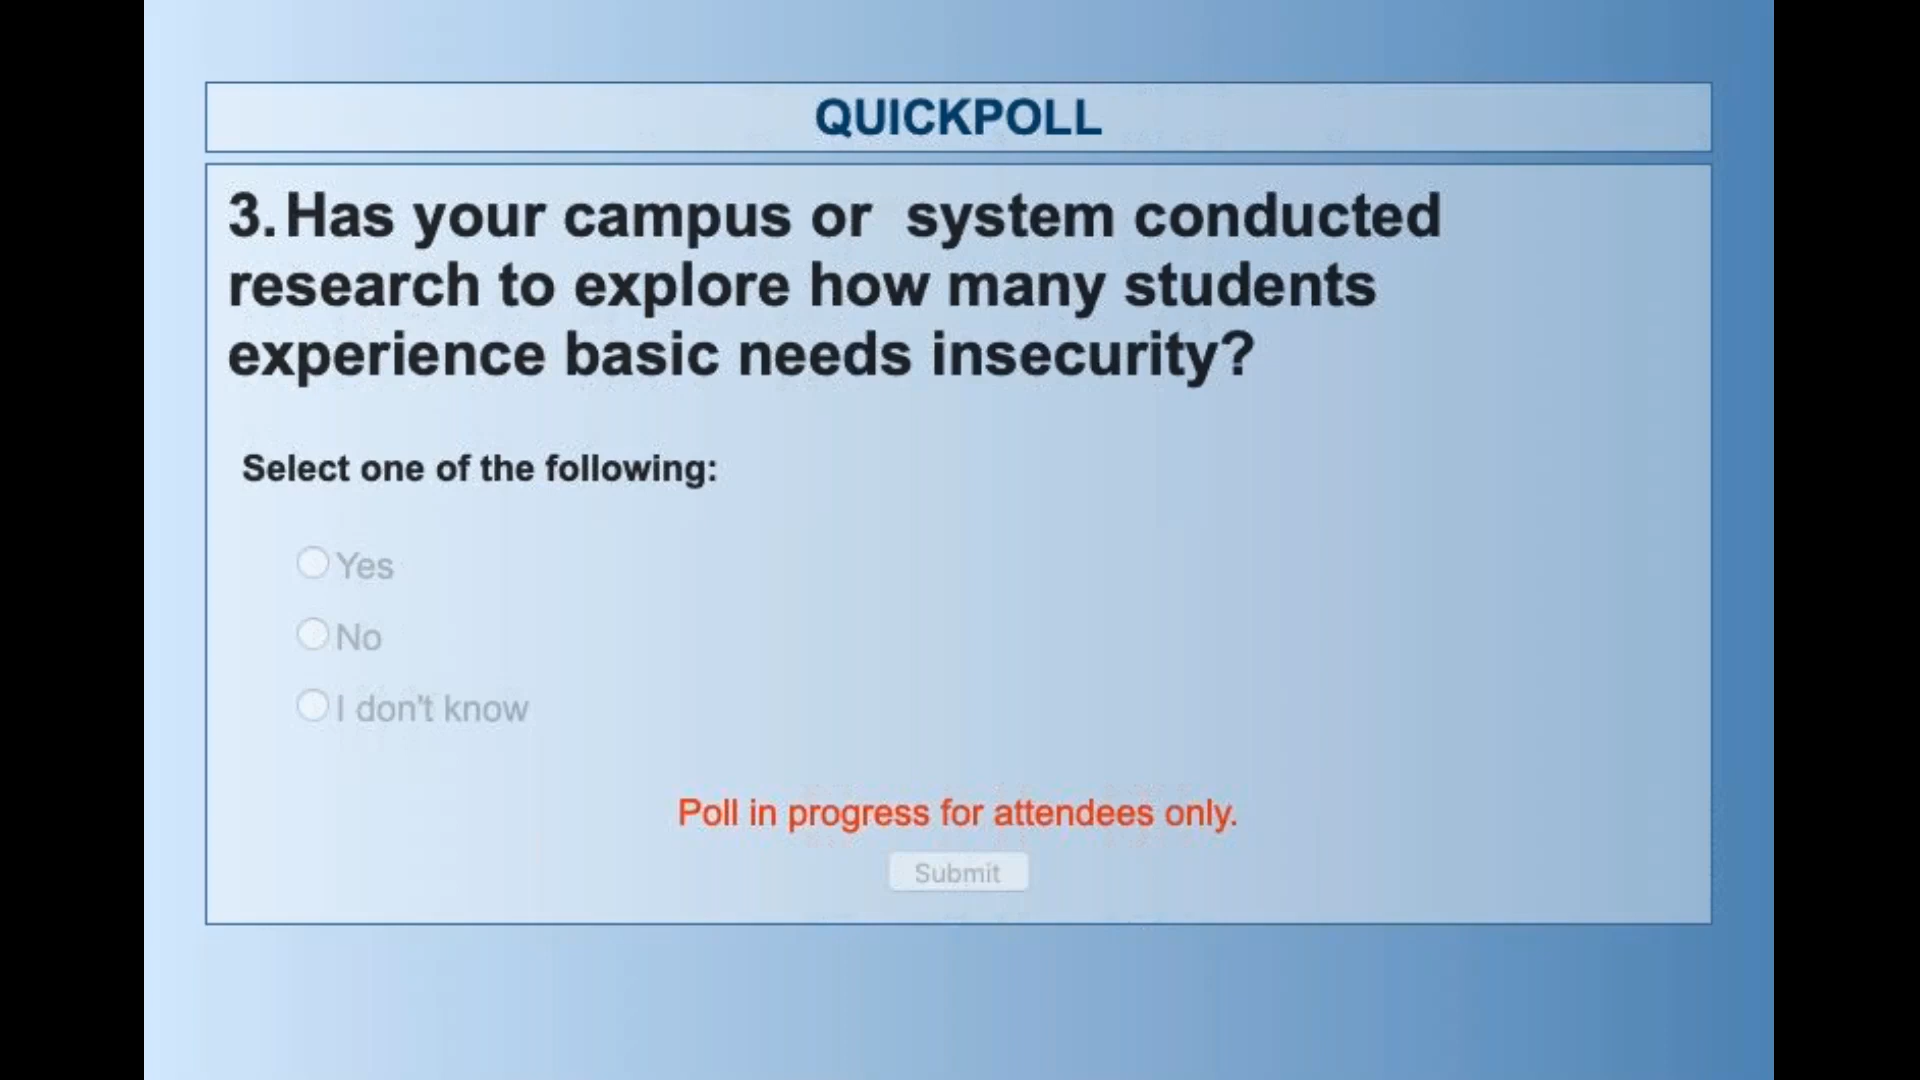 QUICKPOLL
3. Has your campus or system conducted
research to explore how many students
experience basic needs insecurity?
Select one of the following:
Yes
No
I don't know
Poll in progress for attendees only.
Submit